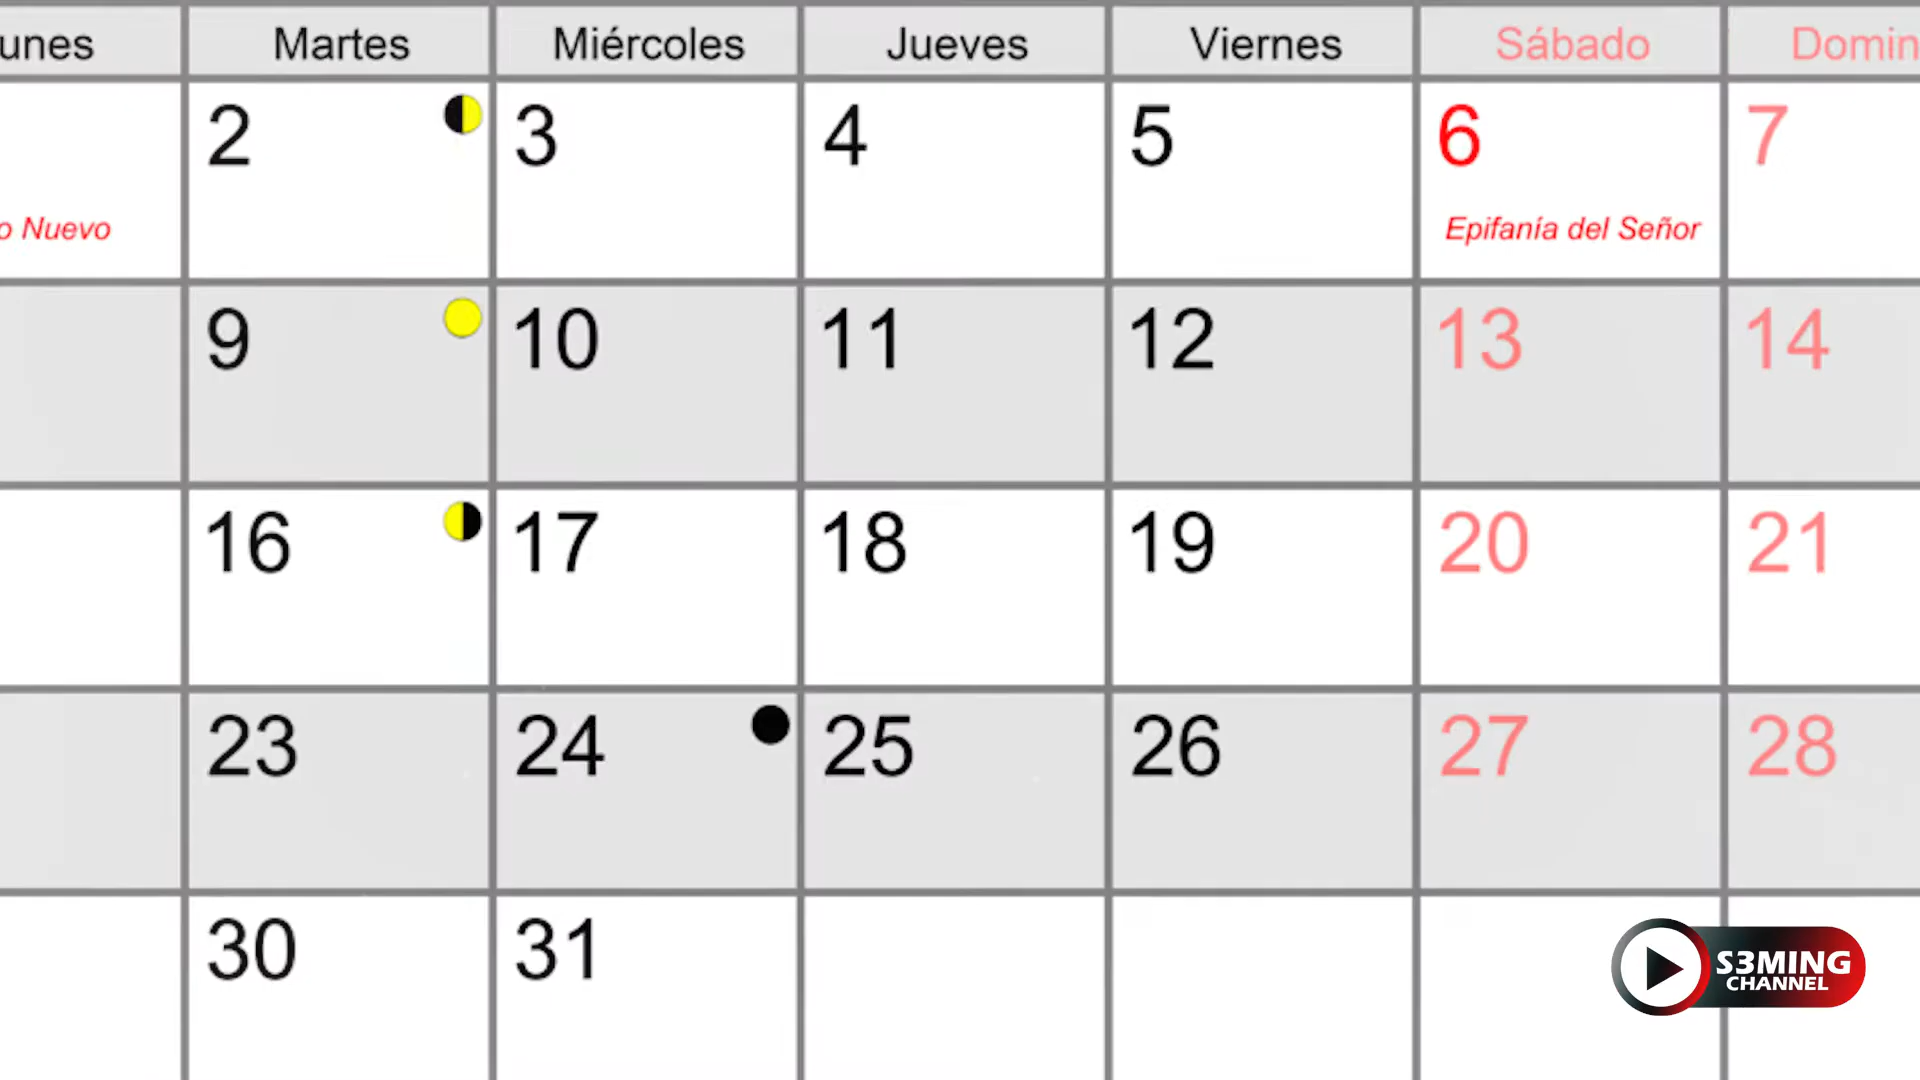 unes Martes Miércoles Jueves Viernes Sábado Domin
2 3 4 5 6 7
o Nuevo Epifanía del Señor
9 10 11 12 13 14
16 17 18 19 20 21
23 24 25 26 27 28
30 31
S3MING
CHANNEL